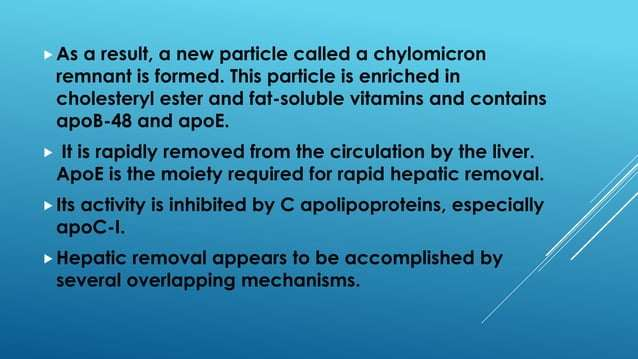 As a result, a new particle called a chylomicron
remnant is formed. This particle is enriched in
cholesteryl ester and fat-soluble vitamins and contains
apoB-48 and apoE.
It is rapidly removed from the circulation by the liver.
ApoE is the moiety required for rapid hepatic removal.
Its activity is inhibited by C apolipoproteins, especially
apoC-I.
Hepatic removal appears to be accomplished by
several overlapping mechanisms.